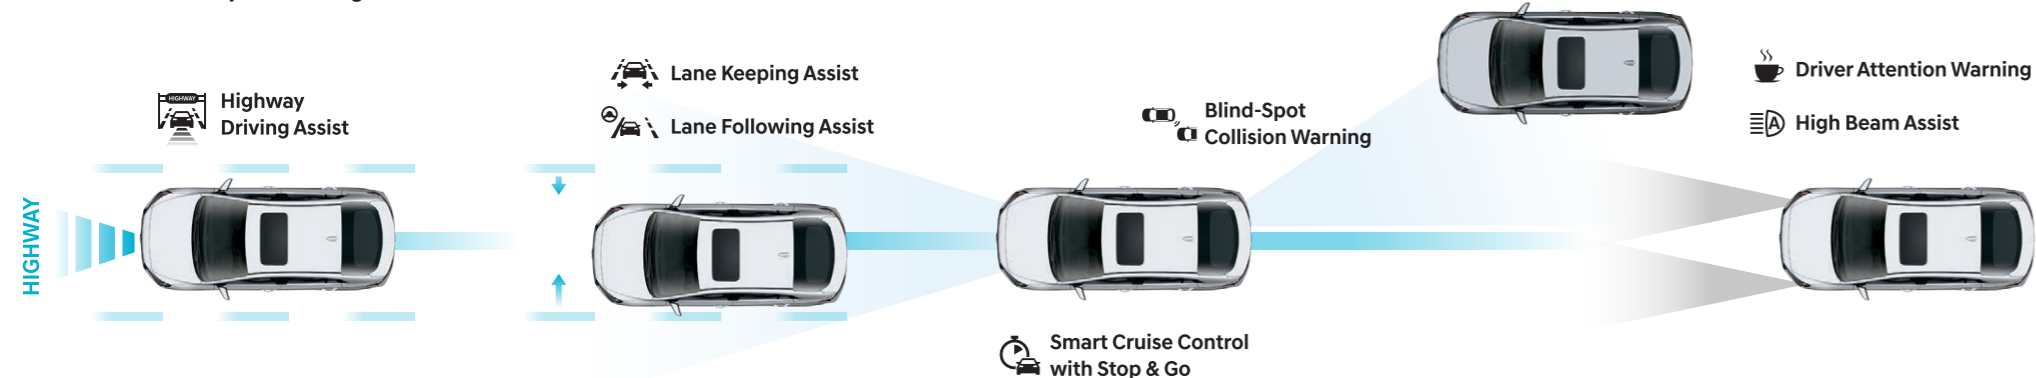 HIGHWAY
HIGHWAY
Highway
Driving Assist
Lane Keeping Assist
Lane Following Assist
Blind-Spot
Collision Warning
Smart Cruise Control
with Stop & Go
Driver Attention Warning
A
High Beam Assist